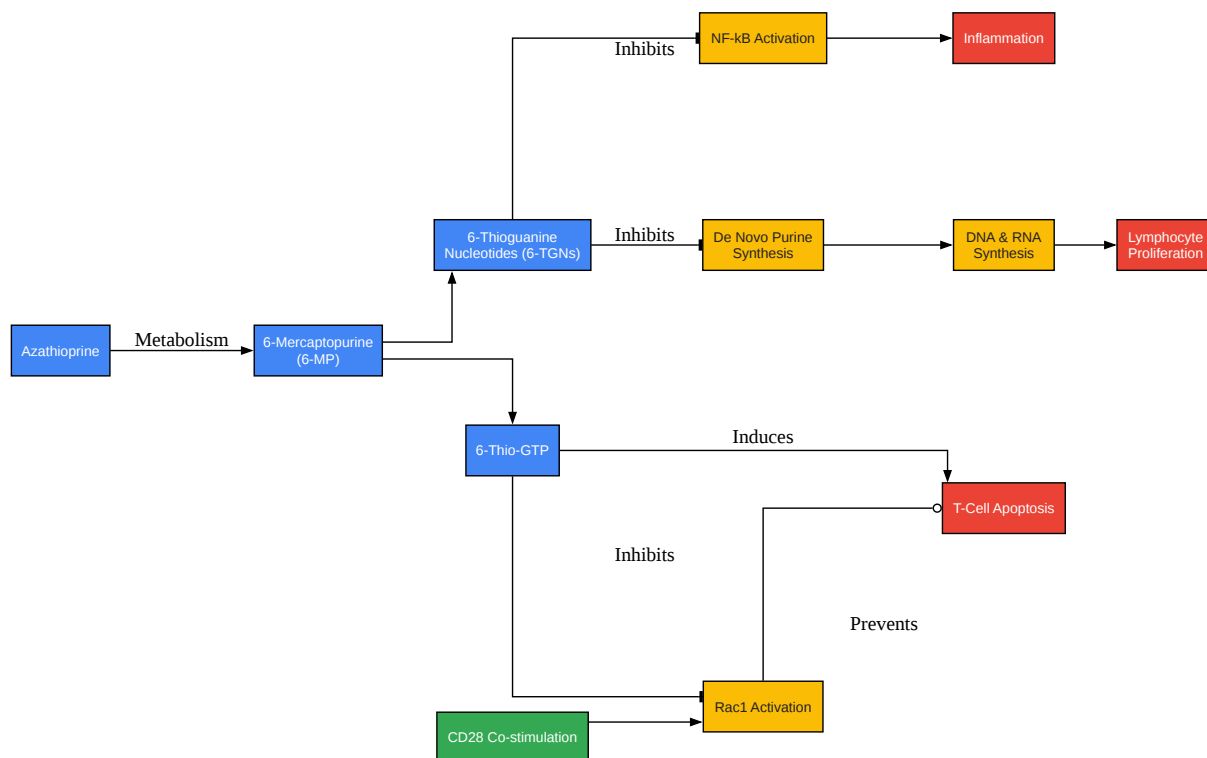 NF-kB Activation
Inflammation
Inhibits
6-Thioguanine
Nucleotides (6-TGNs)
Inhibits
De Novo Purine
Synthesis
DNA & RNA
Synthesis
Lymphocyte
Proliferation
Azathioprine
Metabolism
6-Mercaptopurine
(6-MP)
6-Thio-GTP
Induces
T-Cell Apoptosis
Inhibits
Prevents
Rac1 Activation
CD28 Co-stimulation